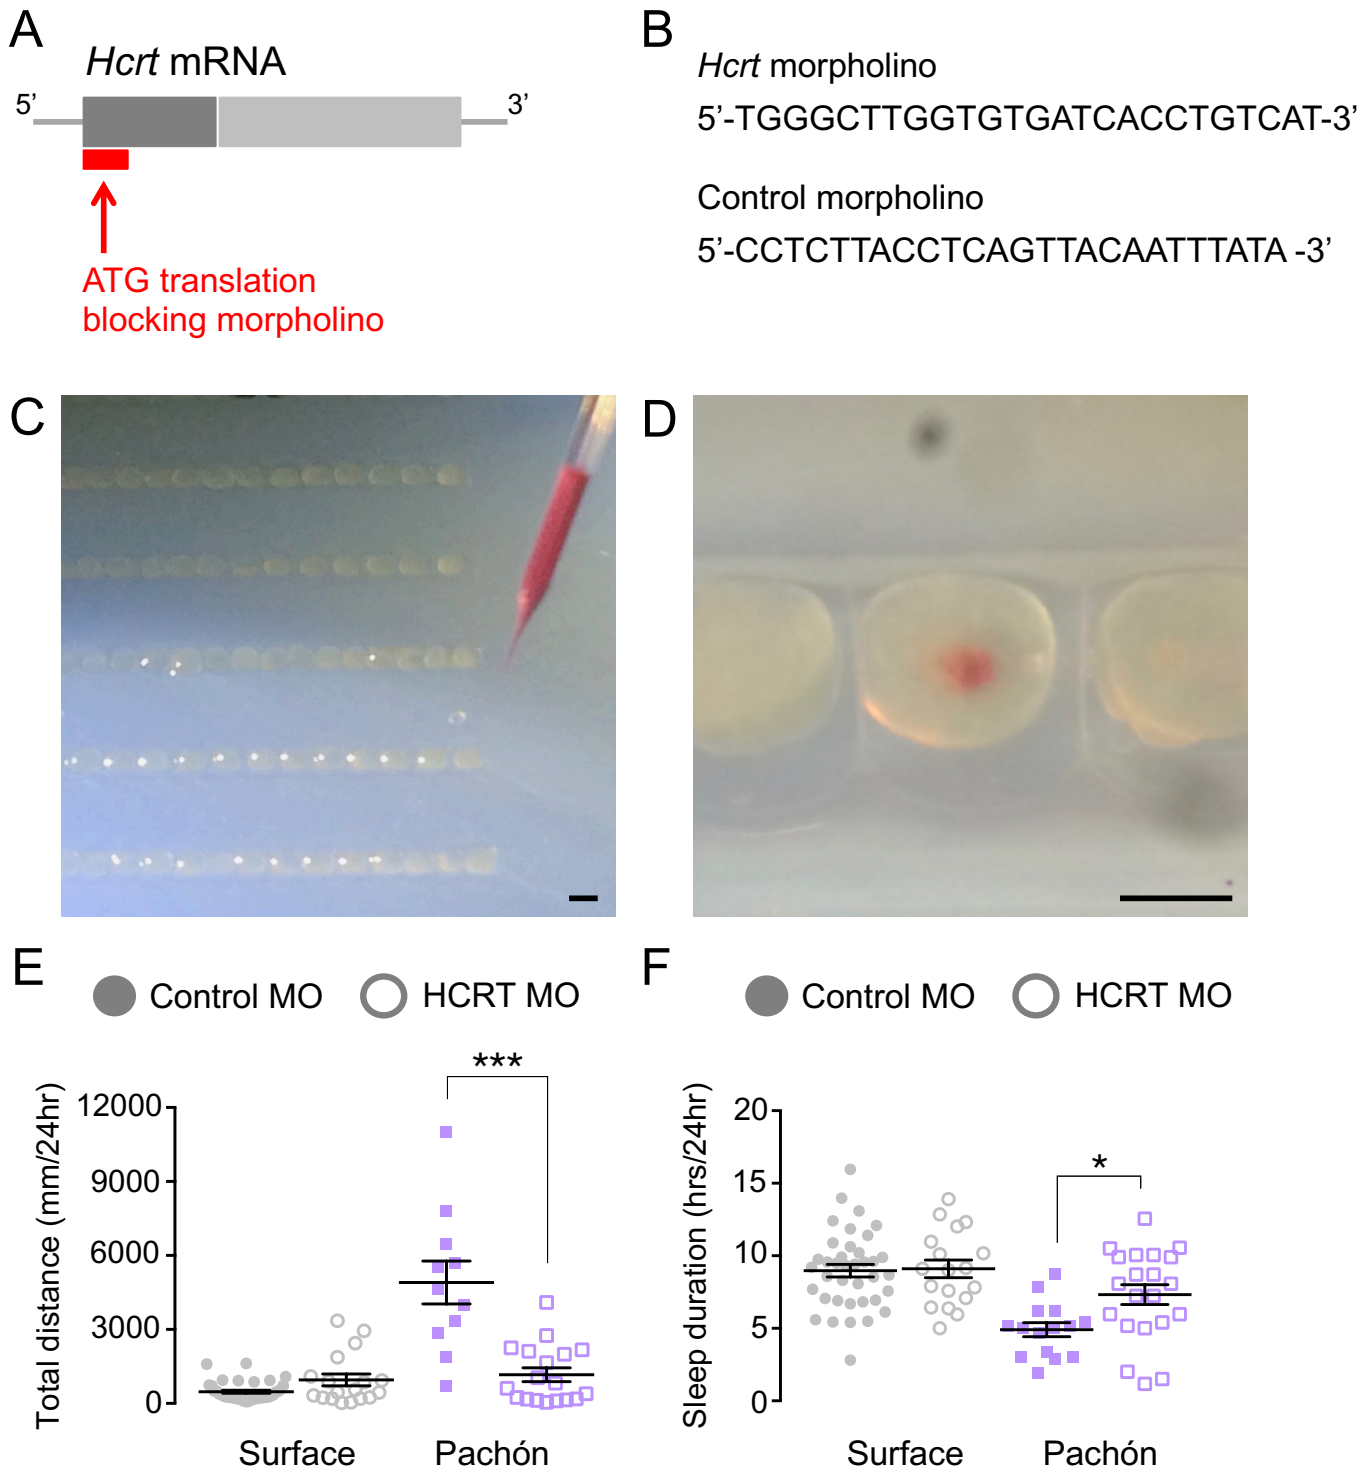 A
Hcrt mRNA
5’
3’
ATG translation
blocking morpholino
B
Hcrt morpholino
5’-TGGGCTTGGTGTGATCACCTGTCAT-3’
Control morpholino
5’-CCTCTTACCTCAGTTACAATTTATA -3’
C
D
E
Control MO
HCRT MO
***
Total distance (mm/24hr)
12000
9000
6000
3000
0
Surface
Pachón
F
Control MO
HCRT MO
*
Sleep duration (hrs/24hr)
20
15
10
5
0
Surface
Pachón